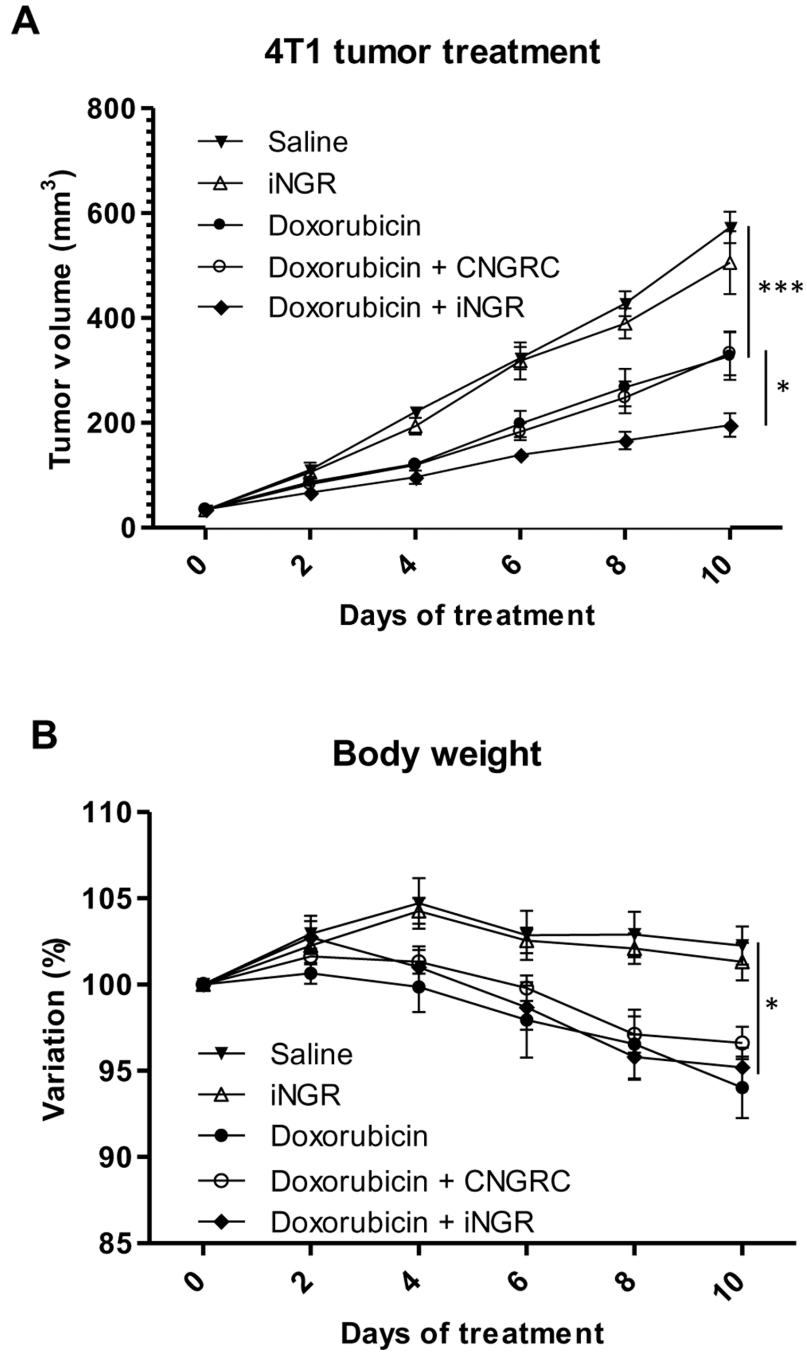 A
4T1 tumor treatment
800
600
400
200
0
Tumor volume (mm³)
Saline
iNGR
Doxorubicin
Doxorubicin + CNGRC
Doxorubicin + iNGR
***
*
0 2 4 6 8 10
Days of treatment
B
Body weight
110
105
100
95
90
85
Variation (%)
Saline
iNGR
Doxorubicin
Doxorubicin + CNGRC
Doxorubicin + iNGR
*
0 2 4 6 8 10
Days of treatment